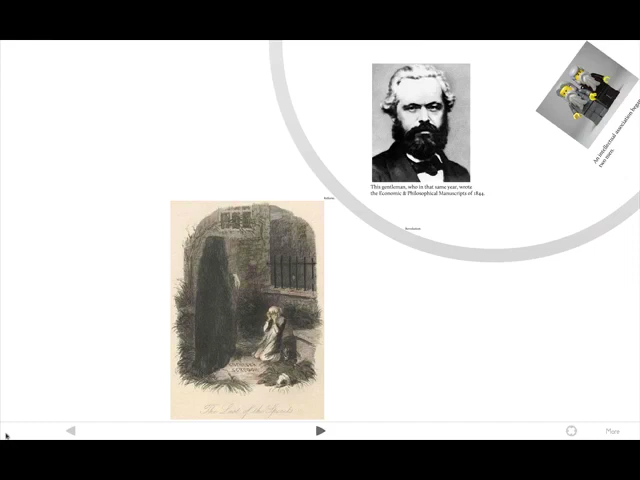 This gentleman, who in that same year, wrote
the Economic & Philosophical Manuscripts of 1844.
An intellectual association began
two men.
The Last of the Spirits
More